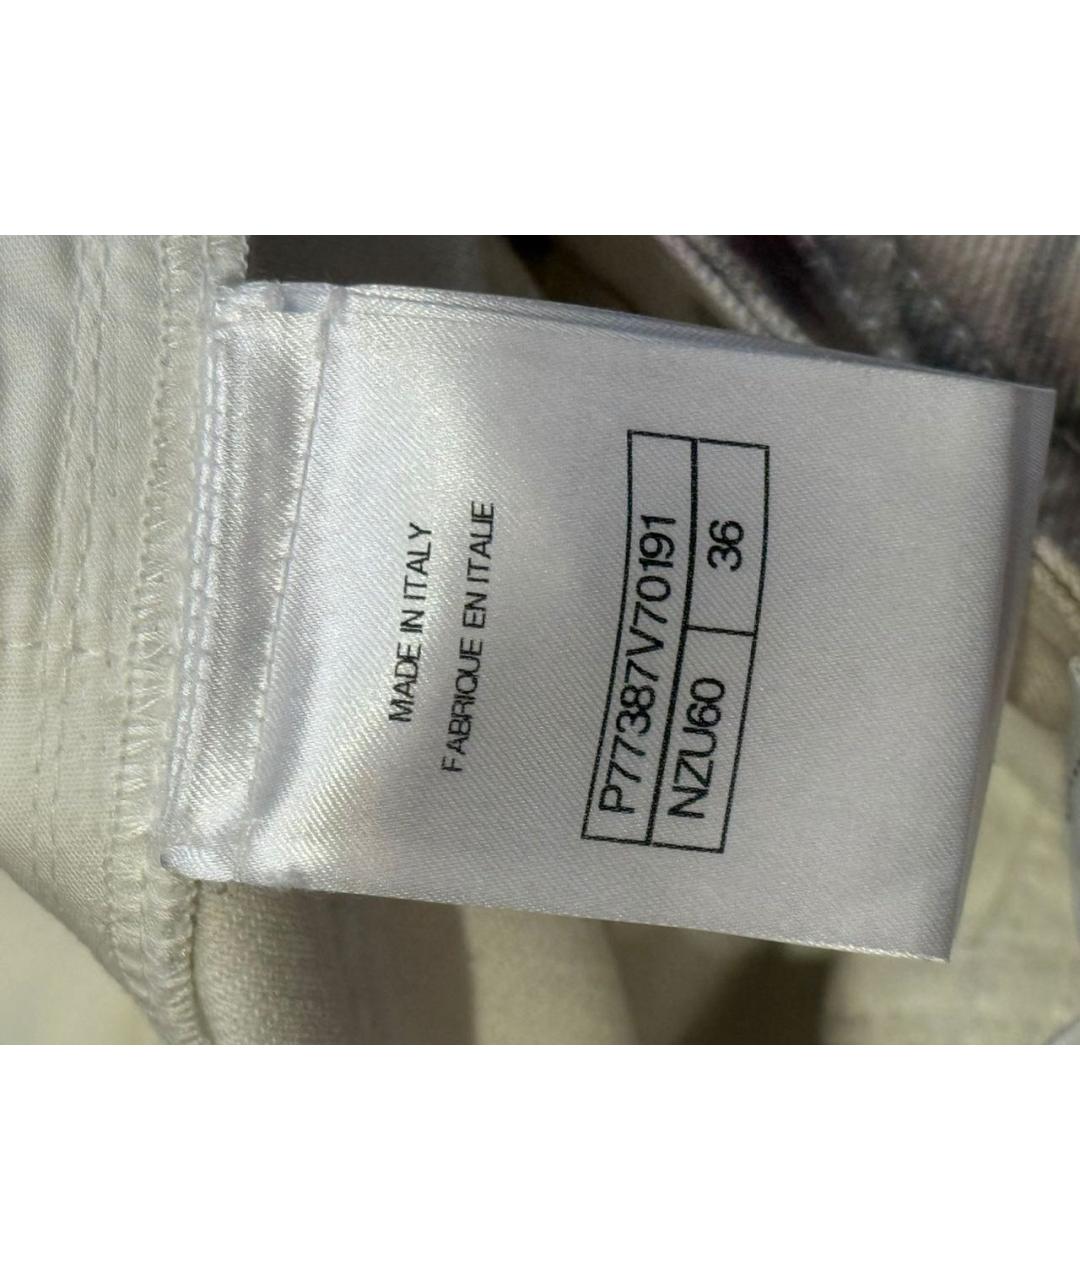 MADE IN ITALY
FABRIQUE EN ITALIE
P77387V70191
NZU60 36